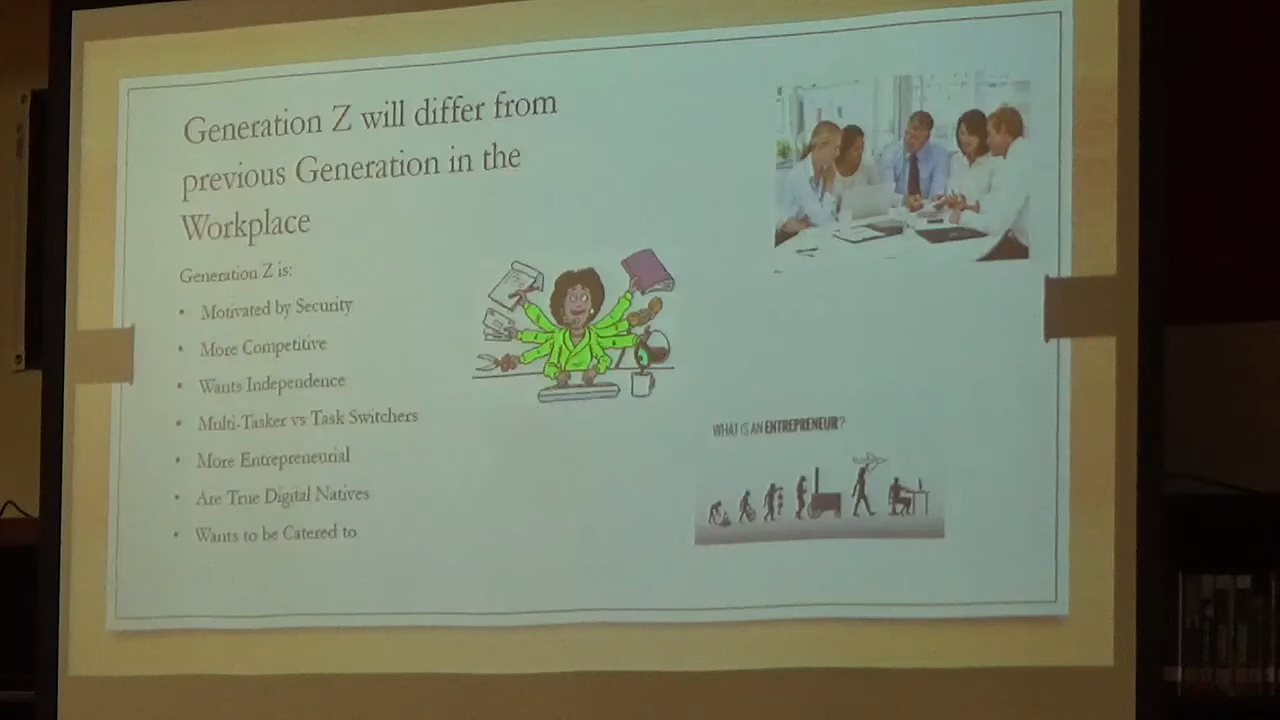 Generation Z will differ from
previous Generation in the
Workplace
Generation Z is:
• Motivated by Security
• More Competitive
• Wants Independence
• Multi-Tasker vs Task Switchers
• More Entrepreneurial
• Are True Digital Natives
• Wants to be Catered to
WHAT IS AN ENTREPRENEUR?